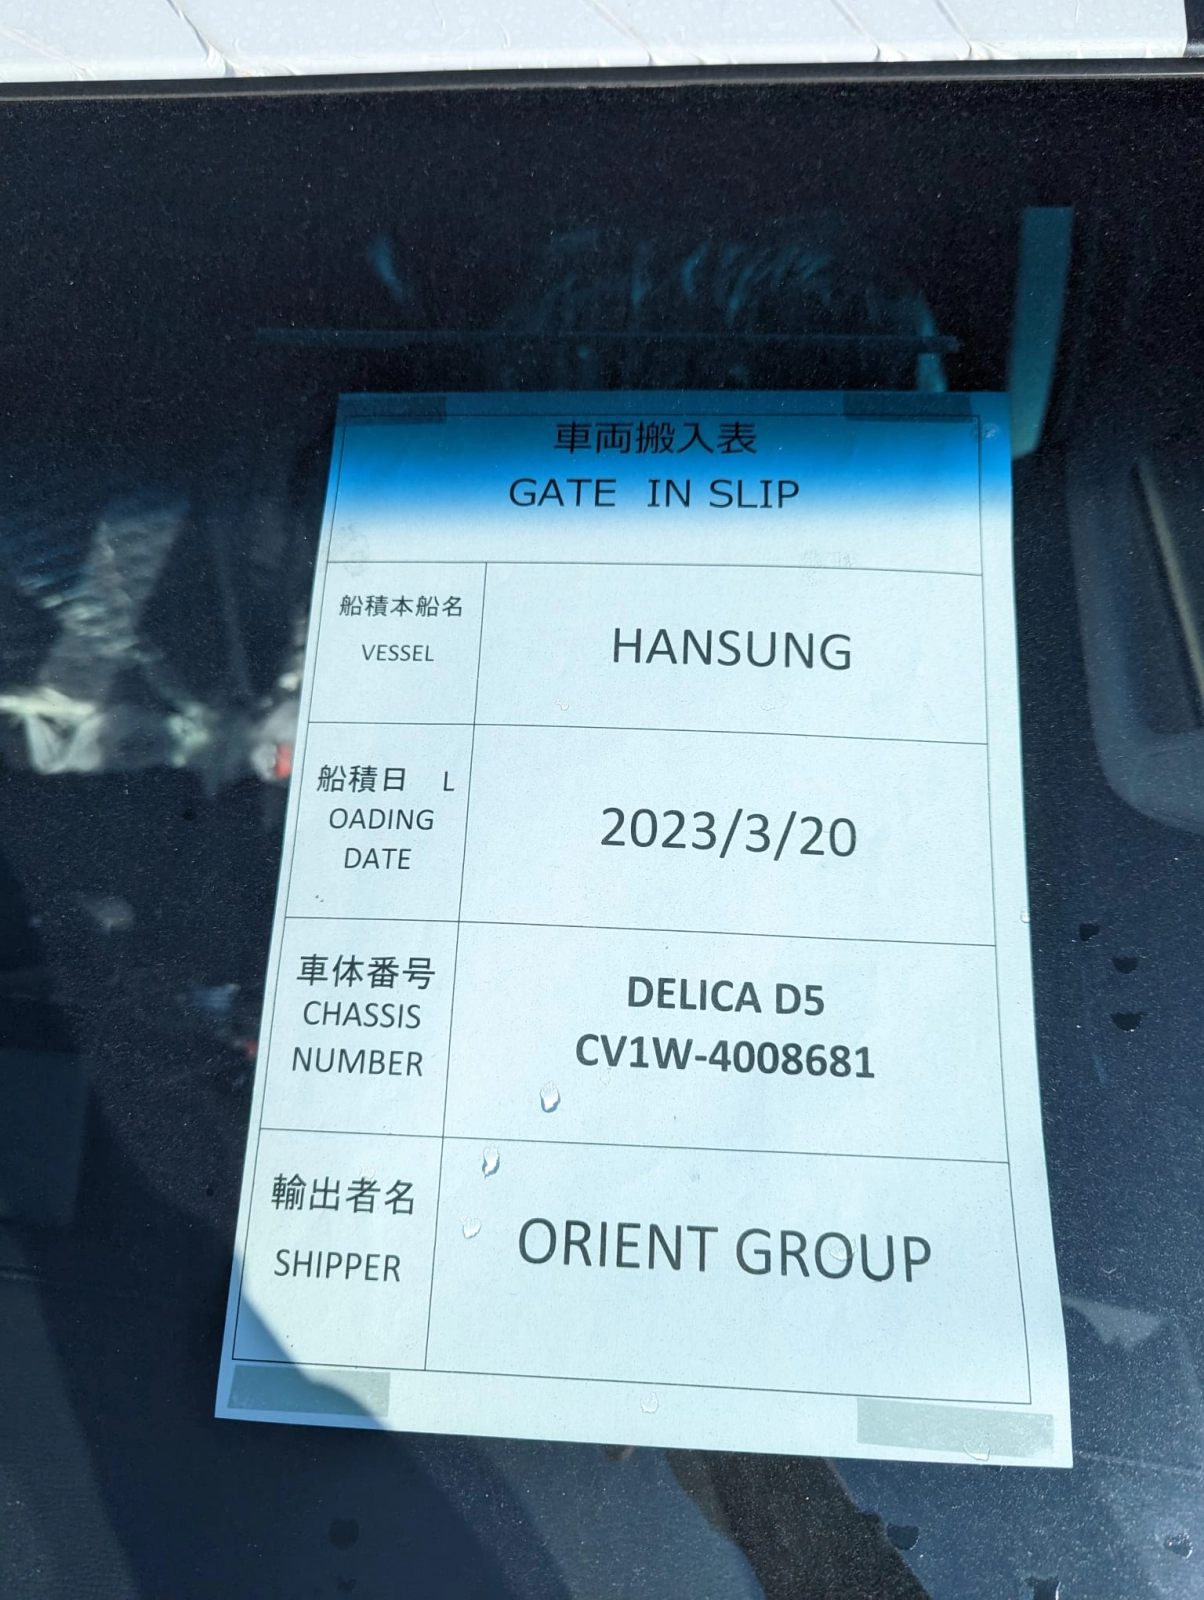 車両搬入表
GATE IN SLIP
船積本船名
VESSEL
HANSUNG
船積日 L
OADING
DATE
2023/3/20
車体番号
CHASSIS
NUMBER
DELICA D5
CV1W-4008681
輸出者名
SHIPPER
ORIENT GROUP